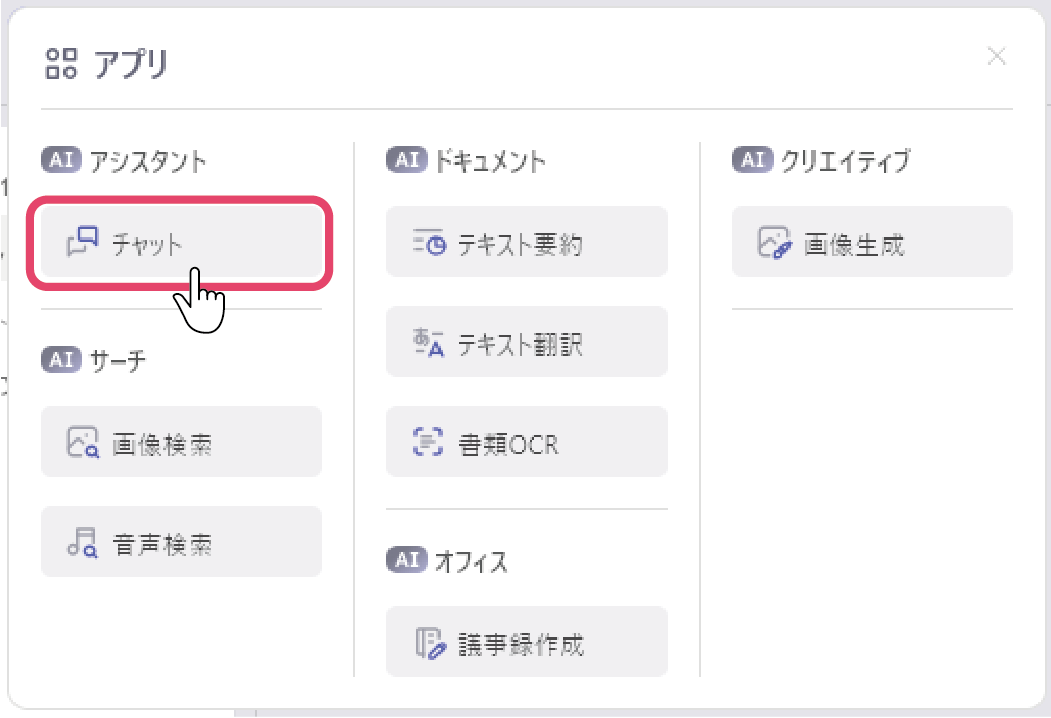 アプリ
AI アシスタント
チャット
AI サーチ
画像検索
音声検索
AI ドキュメント
テキスト要約
テキスト翻訳
書類OCR
AI オフィス
議事録作成
AI クリエイティブ
画像生成